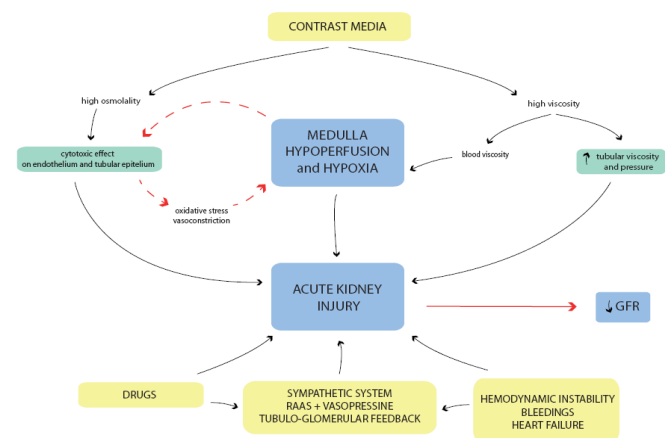 CONTRAST MEDIA
high osmolality
high viscosity
MEDULLA
HYPOPERFUSION
and HYPOXIA
cytotoxic effect
on endothelium and tubular epitelium
blood viscosity
↑ tubular viscosity
and pressure
oxidative stress
vasoconstriction
ACUTE KIDNEY
INJURY
↓ GFR
DRUGS
SYMPATHETIC SYSTEM
RAAS + VASOPRESSINE
TUBULO-GLOMERULAR FEEDBACK
HEMODYNAMIC INSTABILITY
BLEEDINGS
HEART FAILURE